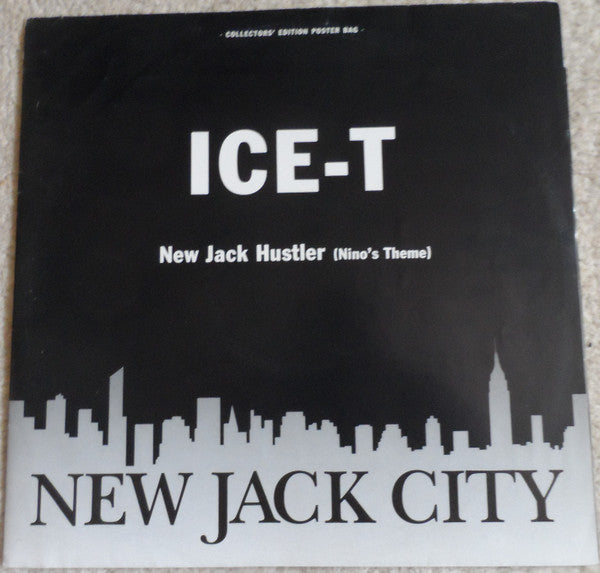 - COLLECTORS' EDITION POSTER BAG -
ICE-T
New Jack Hustler (Nino's Theme)
NEW JACK CITY